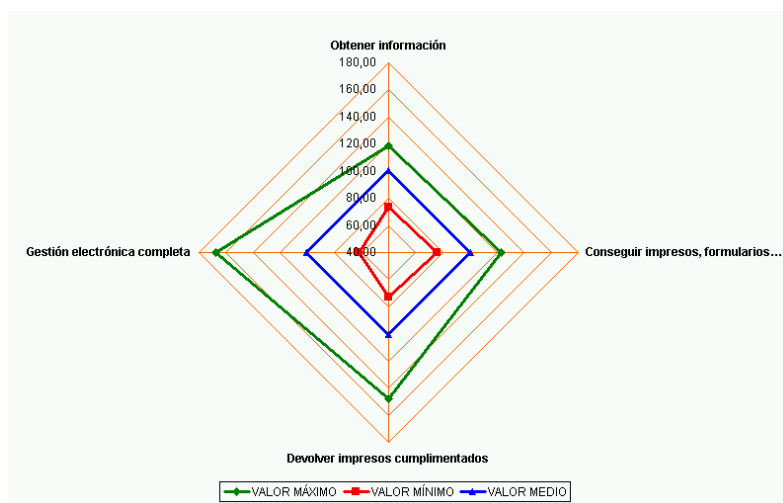 Obtener información
180,00
160,00
140,00
120,00
100,00
80,00
60,00
Gestión electrónica completa
40,00
Conseguir impresos, formularios...
Devolver impresos cumplimentados
VALOR MÁXIMO
VALOR MÍNIMO
VALOR MEDIO